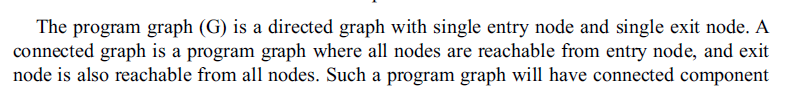 The program graph (G) is a directed graph with single entry node and single exit node. A
connected graph is a program graph where all nodes are reachable from entry node, and exit
node is also reachable from all nodes. Such a program graph will have connected component